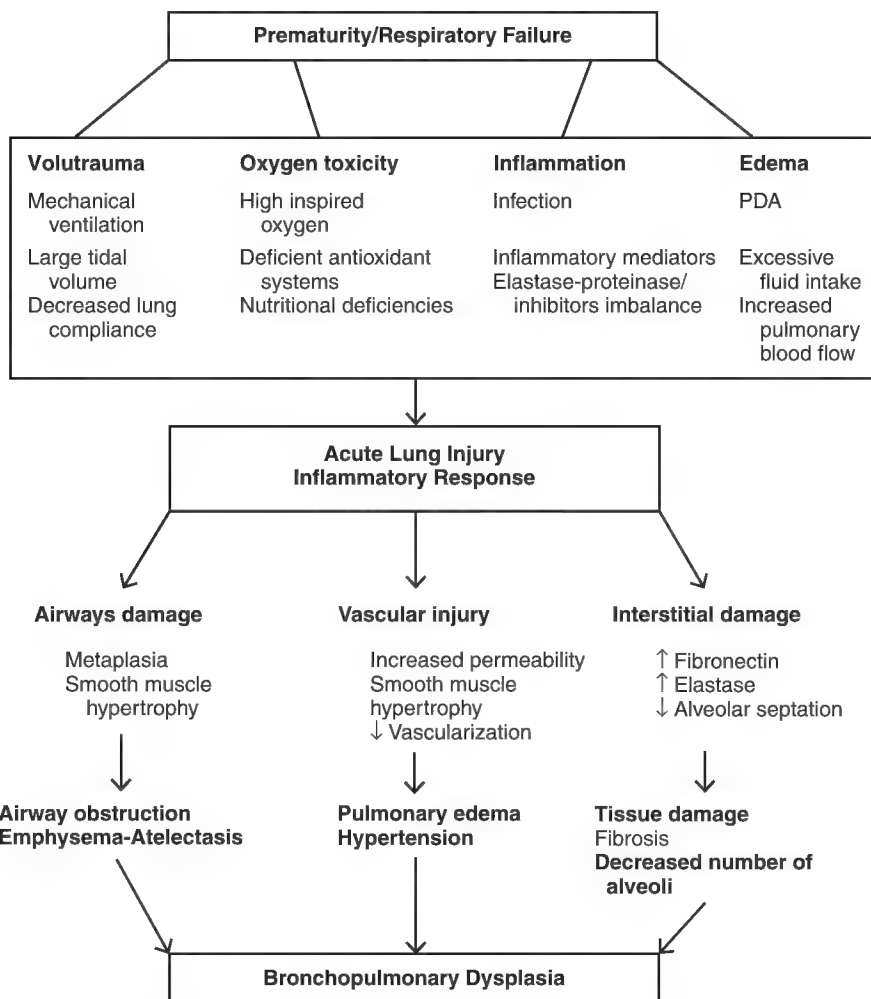 Prematurity/Respiratory Failure
Volutrauma
Mechanical
ventilation
Large tidal
volume
Decreased lung
compliance
Oxygen toxicity
High inspired
oxygen
Deficient antioxidant
systems
Nutritional deficiencies
Inflammation
Infection
Inflammatory mediators
Elastase-proteinase/
inhibitors imbalance
Edema
PDA
Excessive
fluid intake
Increased
pulmonary
blood flow
Acute Lung Injury
Inflammatory Response
Airways damage
Metaplasia
Smooth muscle
hypertrophy
Airway obstruction
Emphysema-Atelectasis
Vascular injury
Increased permeability
Smooth muscle
hypertrophy
↓ Vascularization
Pulmonary edema
Hypertension
Interstitial damage
↑ Fibronectin
↑ Elastase
↓ Alveolar septation
Tissue damage
Fibrosis
Decreased number of
alveoli
Bronchopulmonary Dysplasia